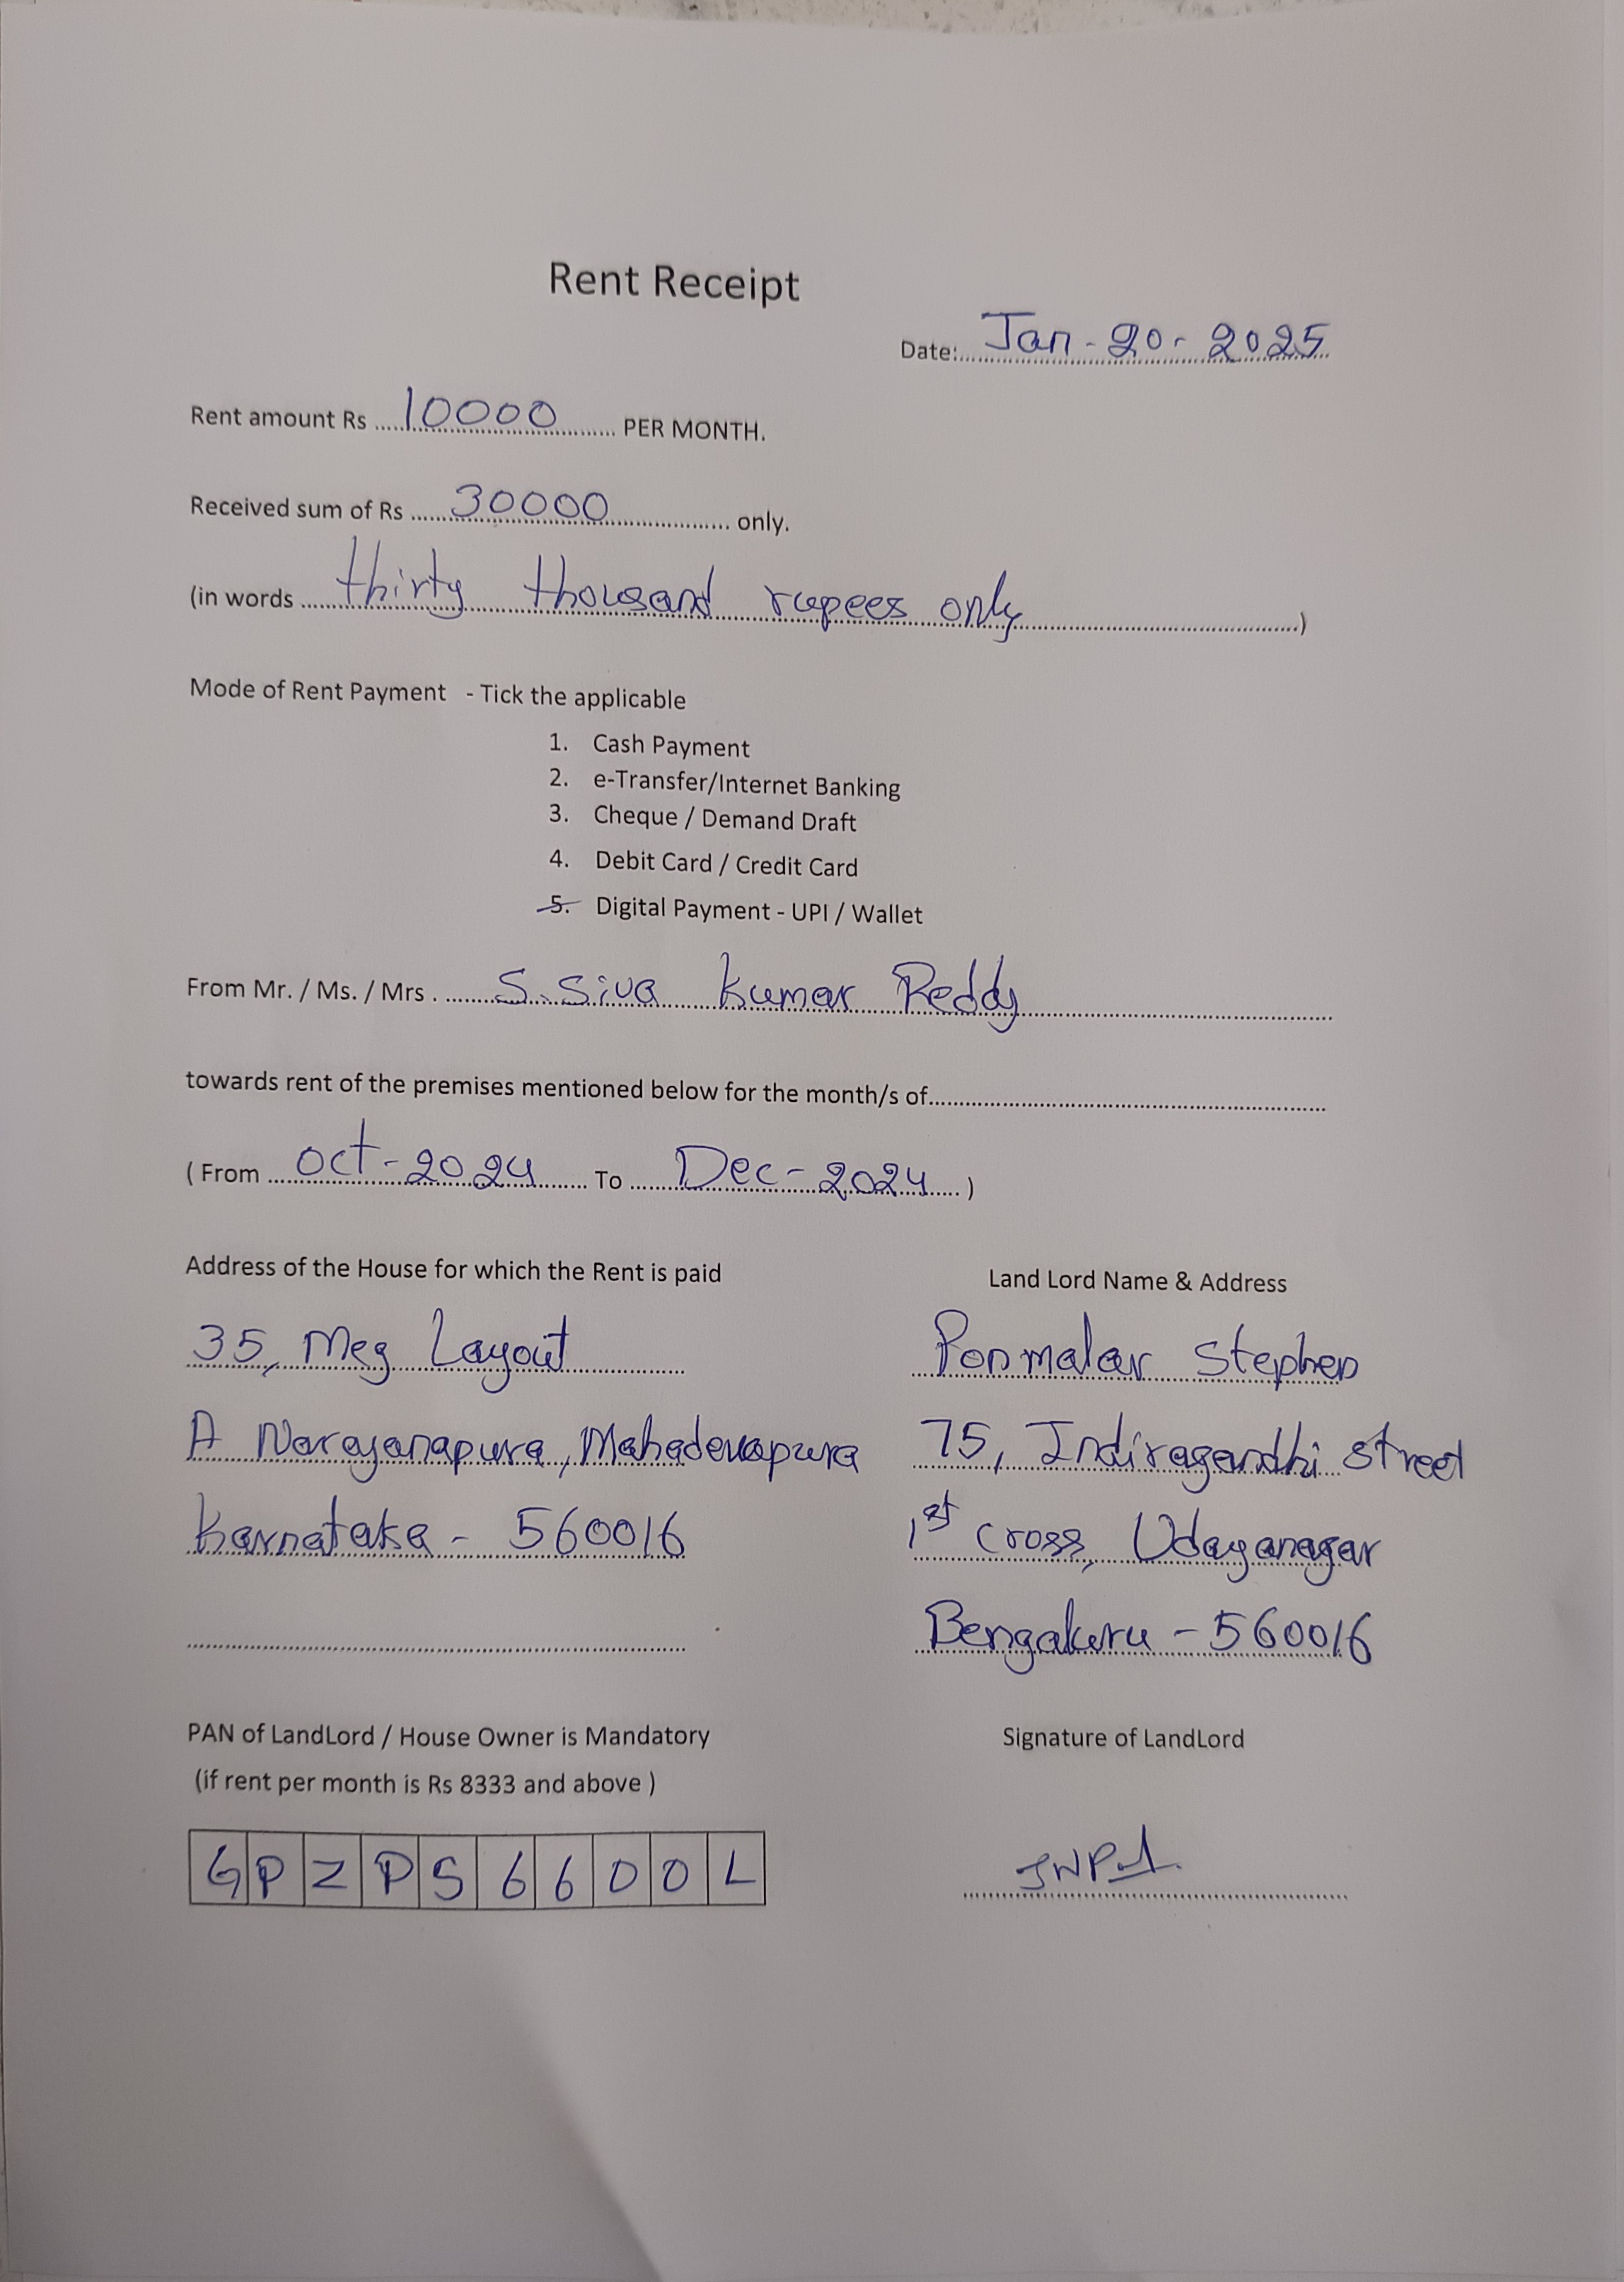 Rent Receipt
Date: Jan-20-2025
Rent amount Rs 10000 PER MONTH.
Received sum of Rs 30000 only.
(in words thirty thousand rupees only )
Mode of Rent Payment - Tick the applicable
1. Cash Payment
2. e-Transfer/Internet Banking
3. Cheque / Demand Draft
4. Debit Card / Credit Card
5. Digital Payment - UPI / Wallet
From Mr. / Ms. / Mrs . S. Siva Kumar Reddy
towards rent of the premises mentioned below for the month/s of
( From Oct-2024 To Dec-2024 )
Address of the House for which the Rent is paid
35, Meg Layout
A Narayanapura, Mahadevapura
Karnataka - 560016
Land Lord Name & Address
Ponmalar Stephen
75, Indiragandhi street
1st Cross, Udayanagar
Bengaluru - 560016
PAN of LandLord / House Owner is Mandatory
(if rent per month is Rs 8333 and above )
GPZPS6600L
Signature of LandLord